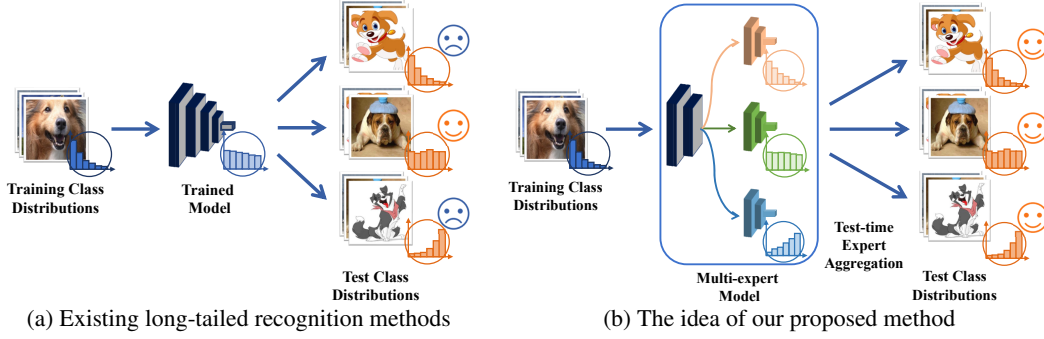 Training Class
Distributions
Trained
Model
Test Class
Distributions
(a) Existing long-tailed recognition methods
Training Class
Distributions
Multi-expert
Model
Test-time
Expert
Aggregation
Test Class
Distributions
(b) The idea of our proposed method